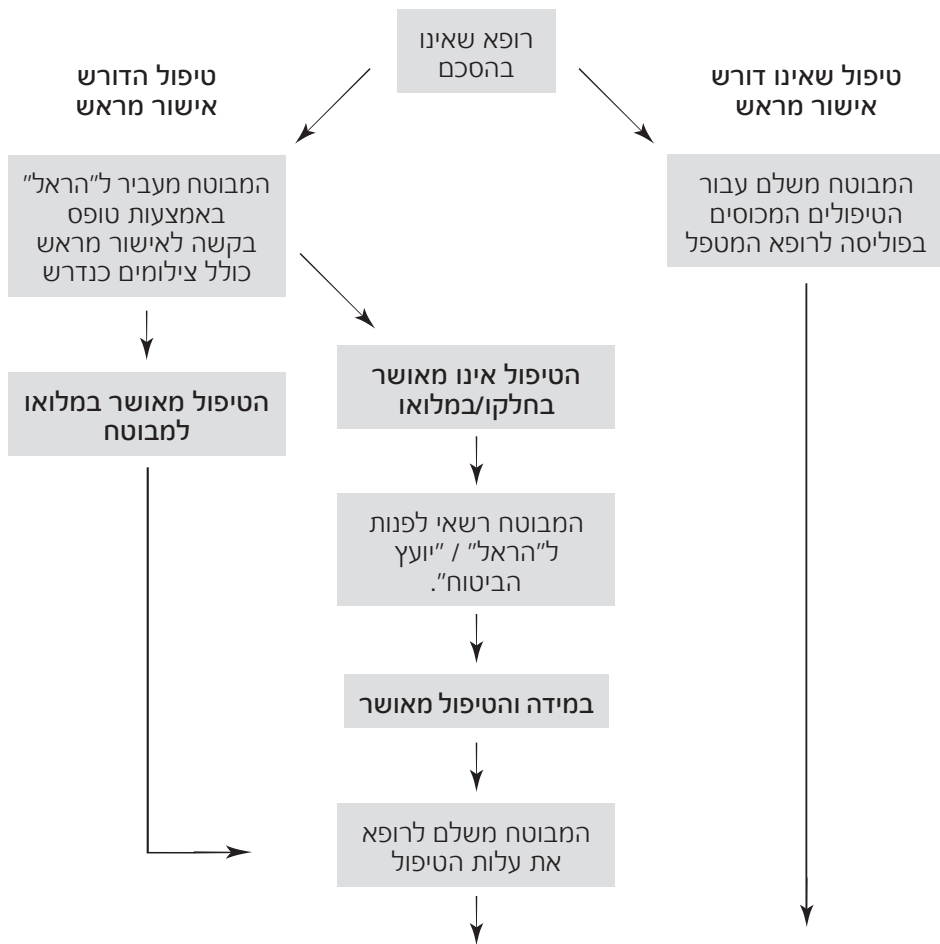 רופא שאינו
בהסכם
טיפול שאינו דורש
אישור מראש
טיפול הדורש
אישור מראש
המבוטח משלם עבור
הטיפולים המכוסים
בפוליסה לרופא המטפל
המבוטח מעביר ל"הראל"
באמצעות טופס
בקשה לאישור מראש
כולל צילומים כנדרש
הטיפול אינו מאושר
בחלקו/במלואו
הטיפול מאושר במלואו
למבוטח
המבוטח רשאי לפנות
ל"הראל" / "יועץ
הביטוח".
במידה והטיפול מאושר
המבוטח משלם לרופא
את עלות הטיפול